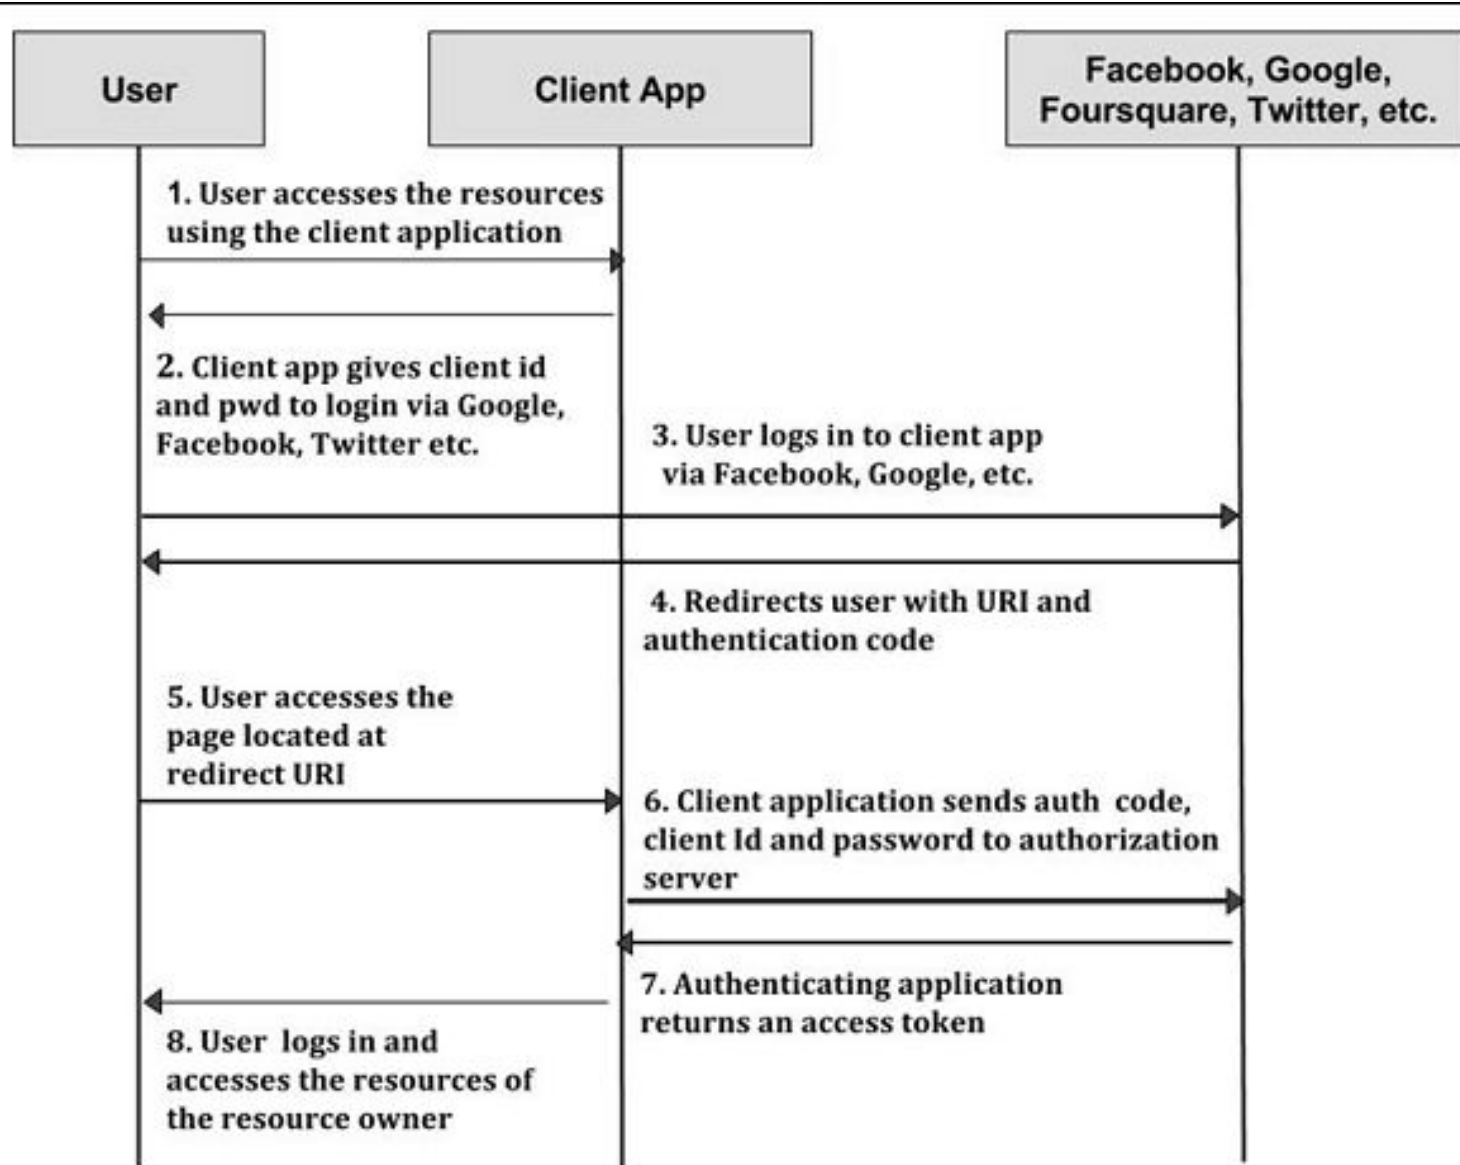 User
Client App
Facebook, Google,
Foursquare, Twitter, etc.
1. User accesses the resources
using the client application
2. Client app gives client id
and pwd to login via Google,
Facebook, Twitter etc.
3. User logs in to client app
via Facebook, Google, etc.
4. Redirects user with URI and
authentication code
5. User accesses the
page located at
redirect URI
6. Client application sends auth code,
client Id and password to authorization
server
7. Authenticating application
returns an access token
8. User logs in and
accesses the resources of
the resource owner